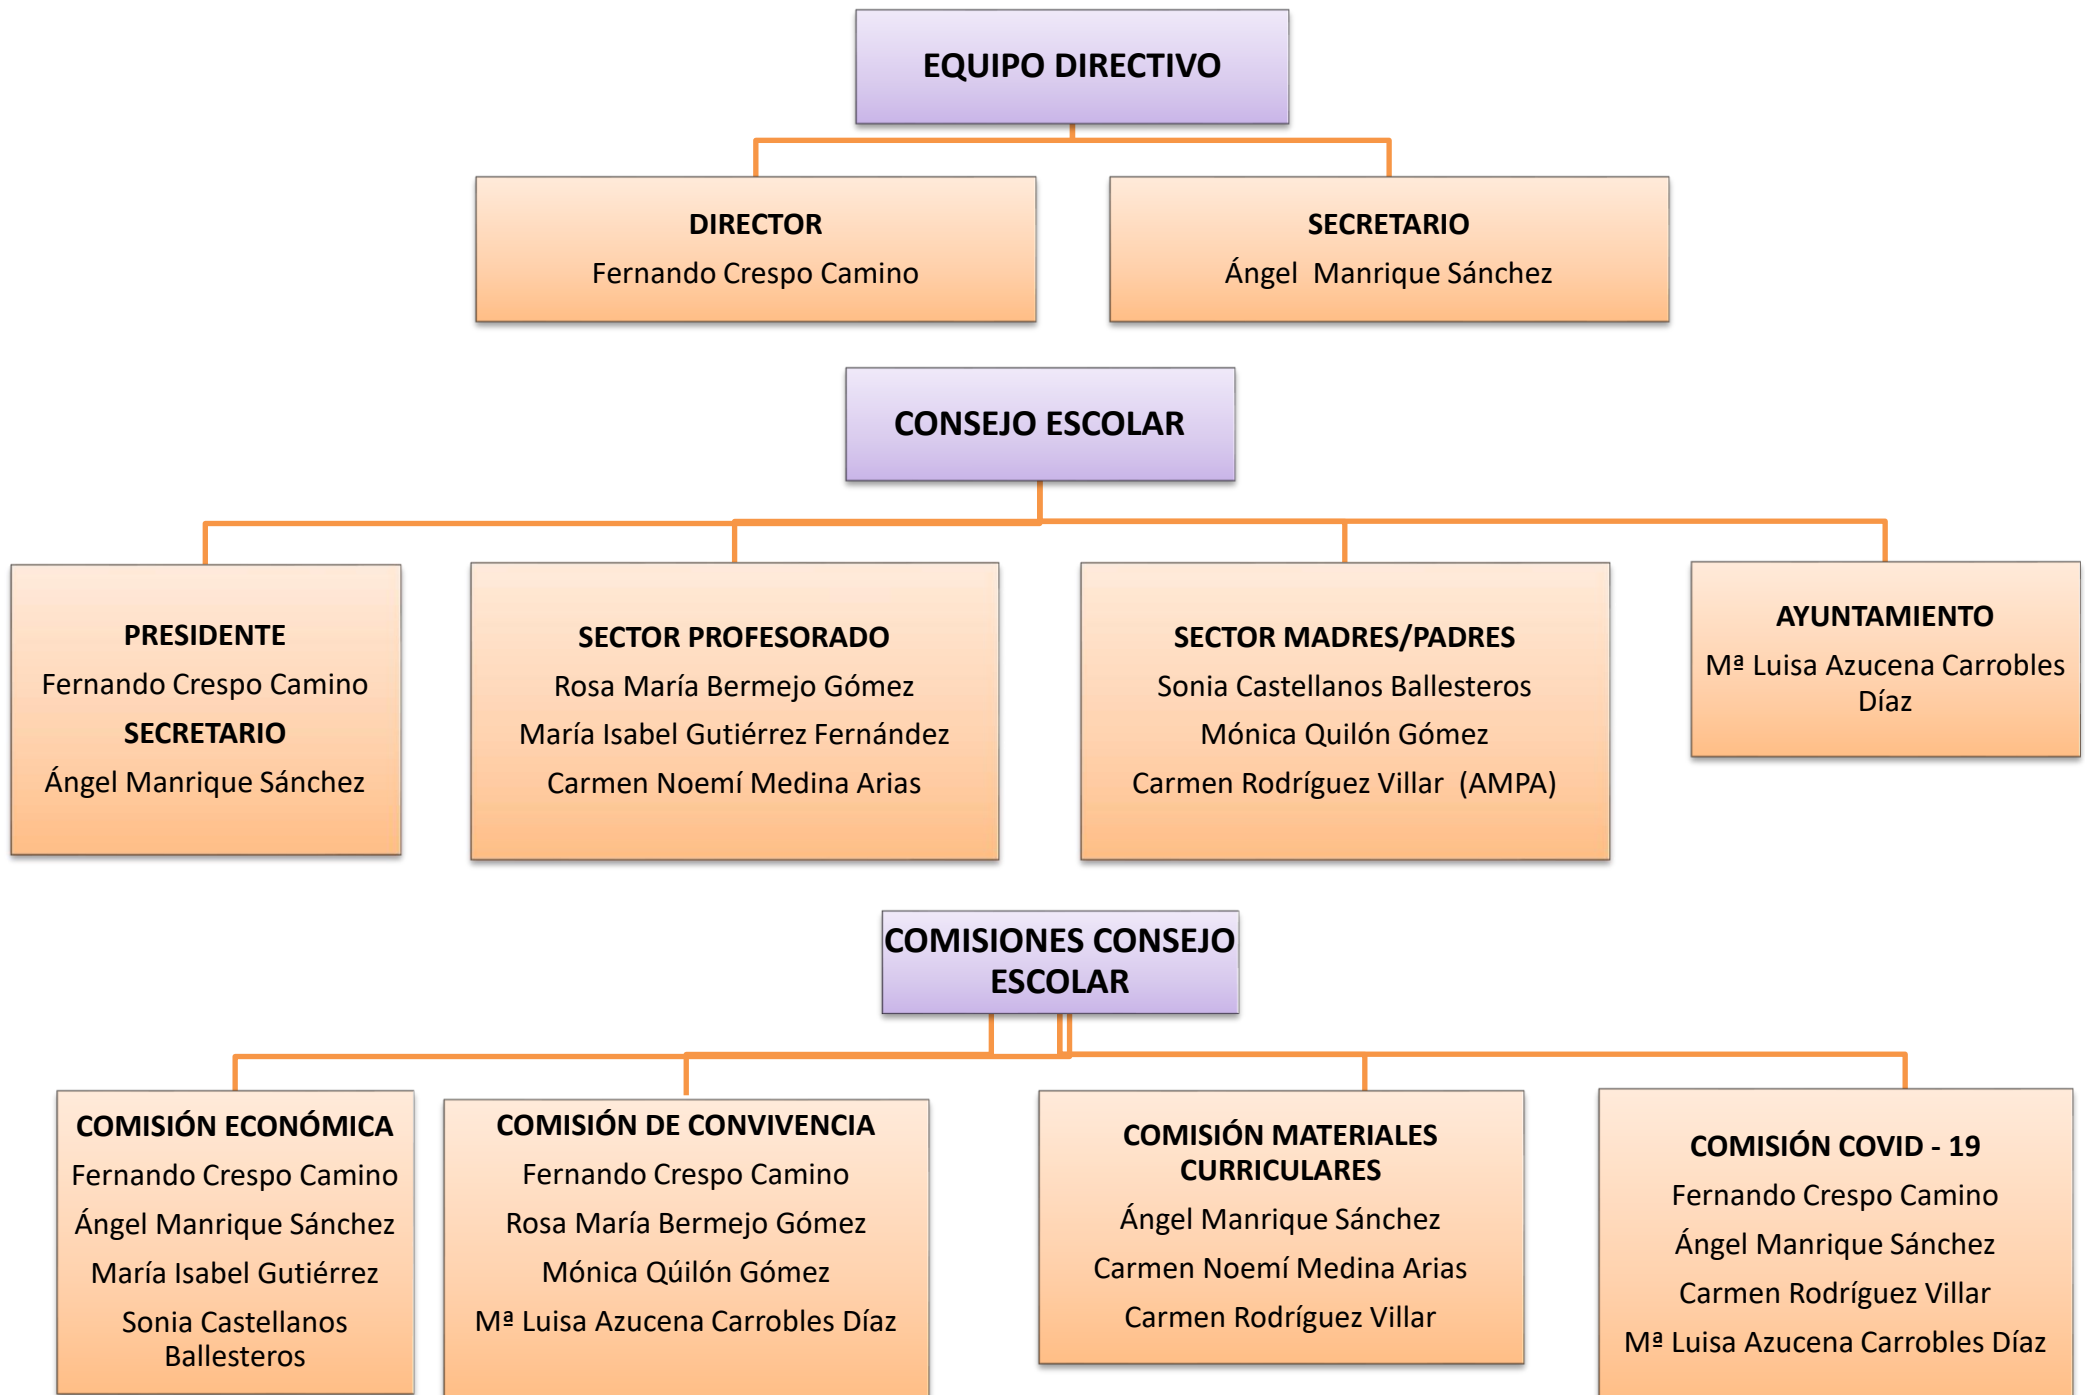 EQUIPO DIRECTIVO
DIRECTOR
Fernando Crespo Camino
SECRETARIO
Ángel  Manrique Sánchez
CONSEJO ESCOLAR
PRESIDENTE
Fernando Crespo Camino
SECRETARIO
Ángel Manrique Sánchez
SECTOR PROFESORADO
Rosa María Bermejo Gómez
María Isabel Gutiérrez Fernández
Carmen Noemí Medina Arias
SECTOR MADRES/PADRES
Sonia Castellanos Ballesteros
Mónica Quilón Gómez
Carmen Rodríguez Villar  (AMPA)
AYUNTAMIENTO
Mª Luisa Azucena Carrobles
Díaz
COMISIONES CONSEJO
ESCOLAR
COMISIÓN ECONÓMICA
Fernando Crespo Camino
Ángel Manrique Sánchez
María Isabel Gutiérrez
Sonia Castellanos
Ballesteros
COMISIÓN DE CONVIVENCIA
Fernando Crespo Camino
Rosa María Bermejo Gómez
Mónica Qúilón Gómez
Mª Luisa Azucena Carrobles Díaz
COMISIÓN MATERIALES
CURRICULARES
Ángel Manrique Sánchez
Carmen Noemí Medina Arias
Carmen Rodríguez Villar
COMISIÓN COVID - 19
Fernando Crespo Camino
Ángel Manrique Sánchez
Carmen Rodríguez Villar
Mª Luisa Azucena Carrobles Díaz